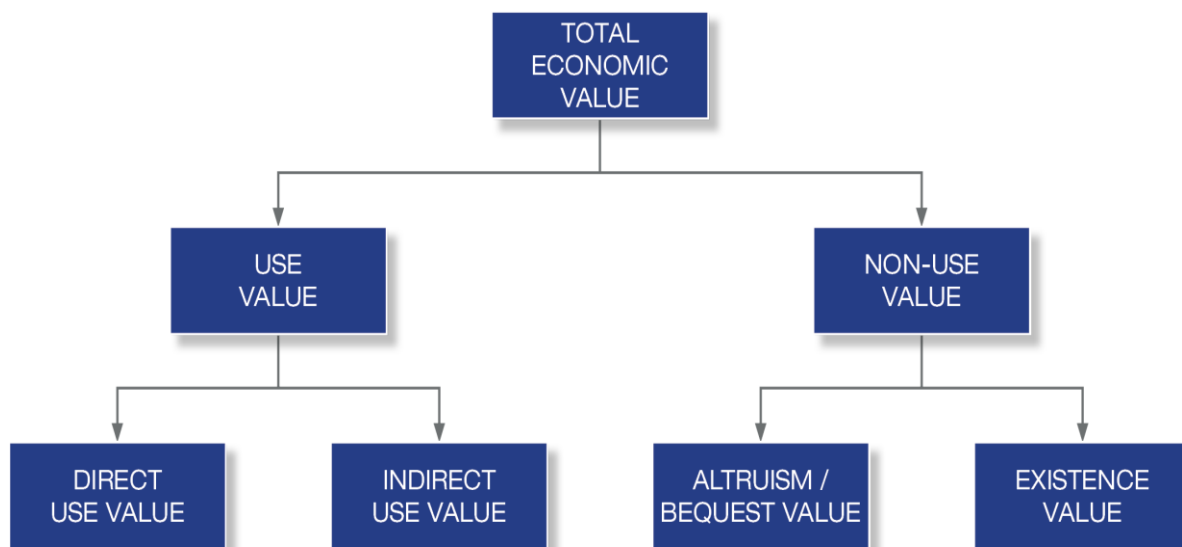 TOTAL
ECONOMIC
VALUE
USE
VALUE
NON-USE
VALUE
DIRECT
USE VALUE
INDIRECT
USE VALUE
ALTRUISM /
BEQUEST VALUE
EXISTENCE
VALUE